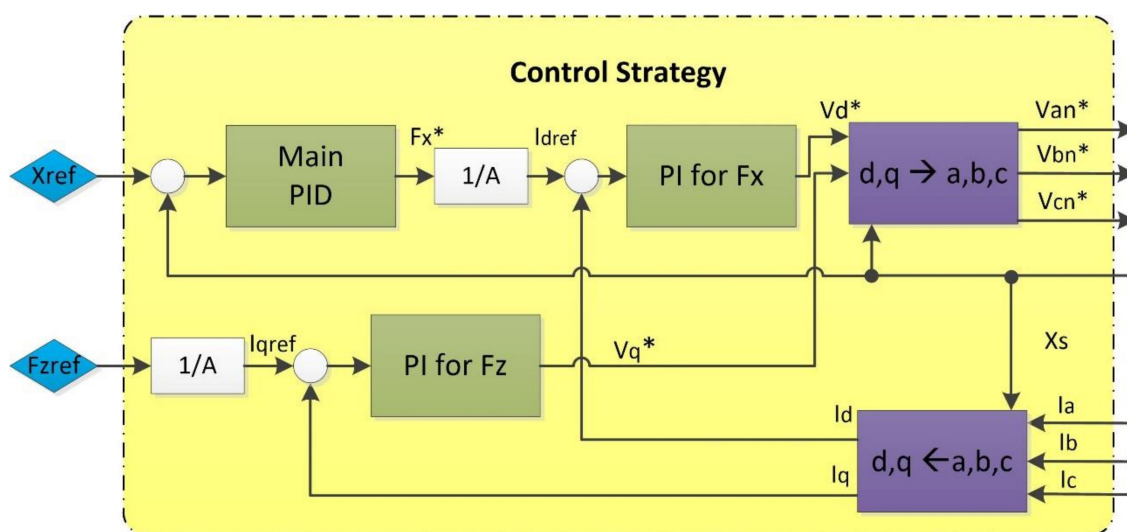 Control Strategy
Xref
Main
PID
Fx*
1/A
Idref
PI for Fx
Vd*
d,q → a,b,c
Van*
Vbn*
Vcn*
Fzref
1/A
Iqref
PI for Fz
Vq*
Xs
Id
Iq
d,q ←a,b,c
Ia
Ib
Ic